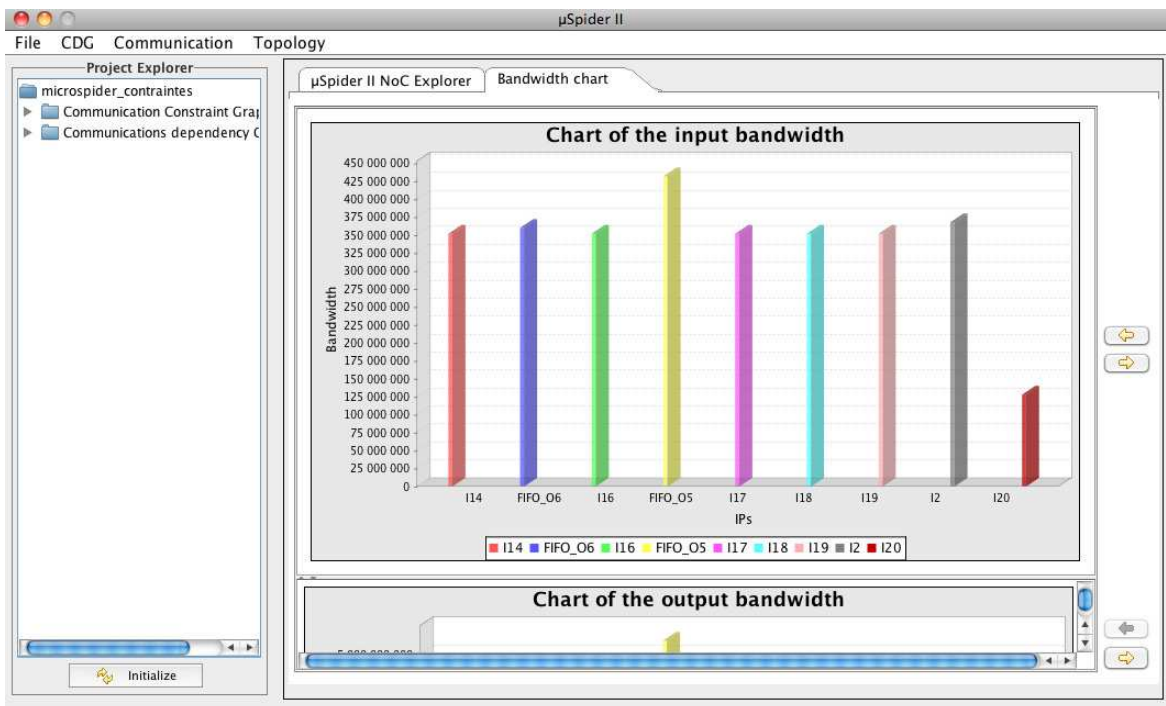 µSpider II
File CDG Communication Topology
Project Explorer
microspider_contraintes
Communication Constraint Gra
Communications dependency C
Initialize
µSpider II NoC Explorer Bandwidth chart
Chart of the input bandwidth
450 000 000
425 000 000
400 000 000
375 000 000
350 000 000
325 000 000
300 000 000
275 000 000
250 000 000
225 000 000
200 000 000
175 000 000
150 000 000
125 000 000
100 000 000
75 000 000
50 000 000
25 000 000
0
Bandwidth
I14 FIFO_O6 I16 FIFO_O5 I17 I18 I19 I2 I20
IPs
I14 FIFO_O6 I16 FIFO_O5 I17 I18 I19 I2 I20
Chart of the output bandwidth